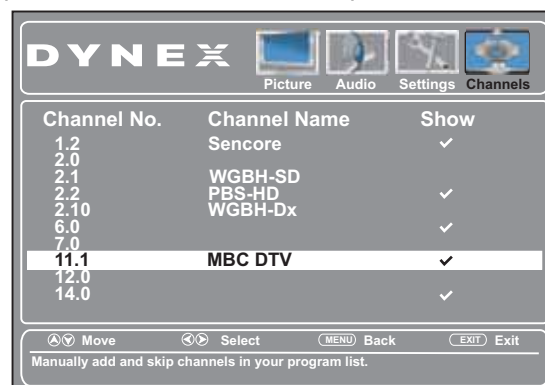 DYNEX
Picture Audio Settings Channels
Channel No. Channel Name Show
1.2 Sencore ✓
2.0
2.1 WGBH-SD
2.2 PBS-HD ✓
2.10 WGBH-Dx
6.0 ✓
7.0
11.1 MBC DTV ✓
12.0
14.0 ✓
Move Select MENU Back EXIT Exit
Manually add and skip channels in your program list.